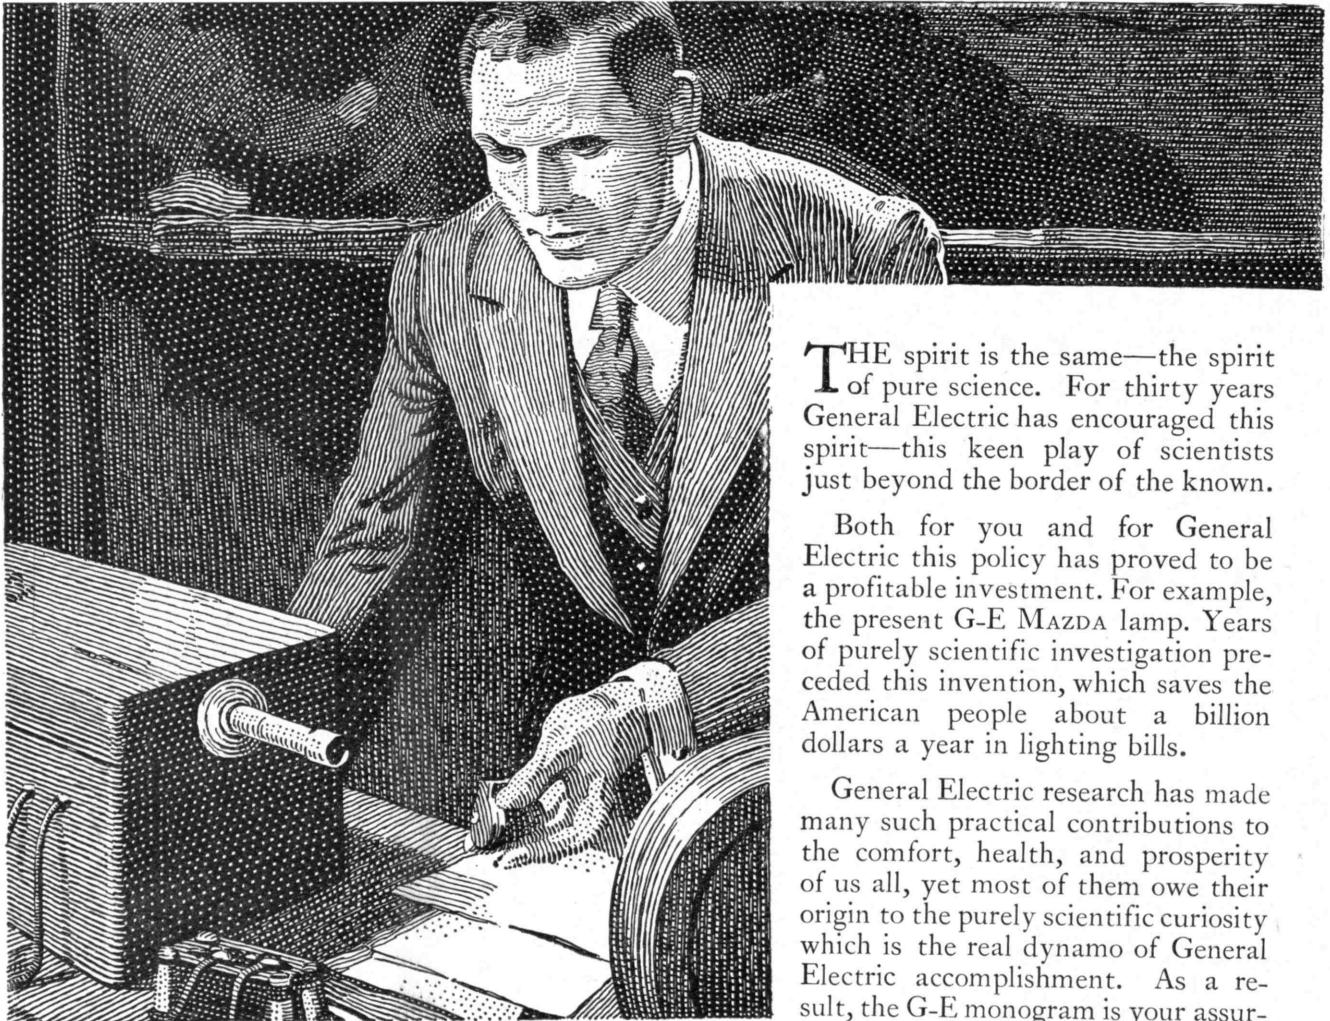 THE spirit is the same—the spirit
of pure science. For thirty years
General Electric has encouraged this
spirit—this keen play of scientists
just beyond the border of the known.
Both for you and for General
Electric this policy has proved to be
a profitable investment. For example,
the present G-E MAZDA lamp. Years
of purely scientific investigation pre-
ceded this invention, which saves the
American people about a billion
dollars a year in lighting bills.
General Electric research has made
many such practical contributions to
the comfort, health, and prosperity
of us all, yet most of them owe their
origin to the purely scientific curiosity
which is the real dynamo of General
Electric accomplishment. As a re-
sult, the G-E monogram is your assur-